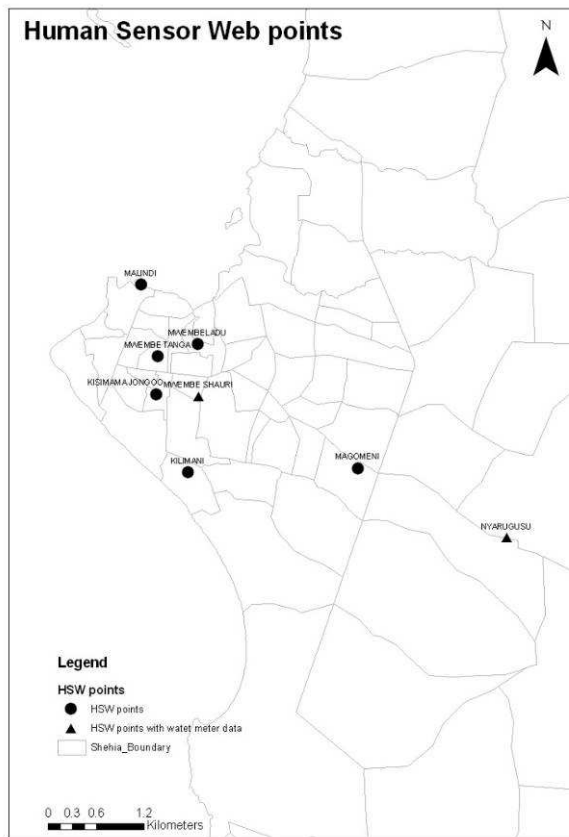 Human Sensor Web points
N
MALINDI
MWEMBELADU
MWEMBETANGA
KISIMAMAJONGOO MWEMBE SHAURI
KILIMANI
MAGOMENI
NYARUGUSU
Legend
HSW points
HSW points
HSW points with water meter data
Shehia_Boundary
0 0.3 0.6 1.2
Kilometers